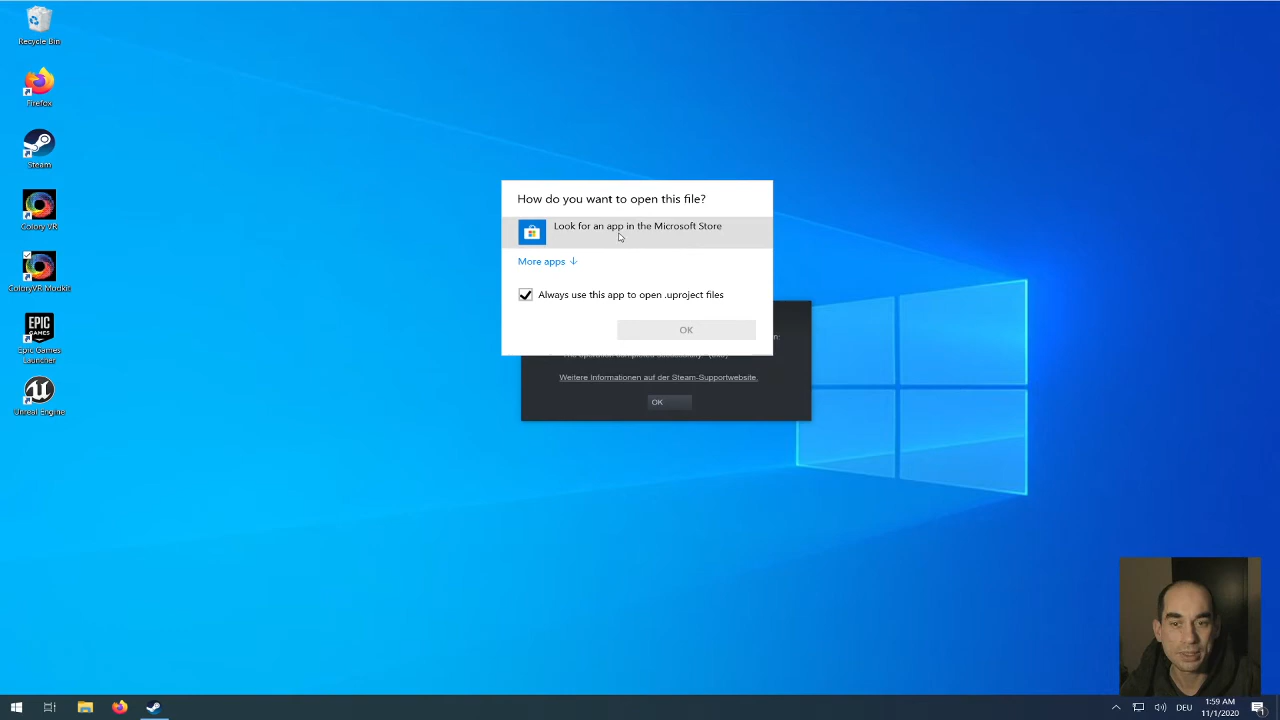 Recycle Bin
Firefox
Steam
Colory VR
ColoryVR Modkit
EPIC
GAMES
Epic Games
Launcher
Unreal Engine
How do you want to open this file?
Look for an app in the Microsoft Store
More apps
Always use this app to open .uproject files
OK
Weitere Informationen auf der Steam-Supportwebsite.
OK
DEU
1:59 AM
11/1/2020
1